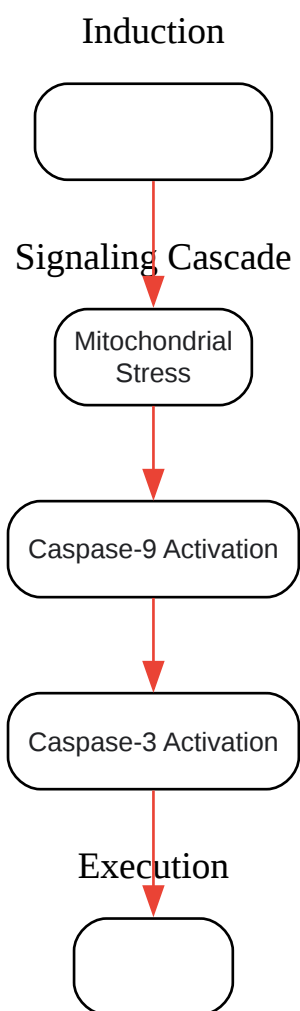 Induction
Signaling Cascade
Mitochondrial
Stress
Caspase-9 Activation
Caspase-3 Activation
Execution